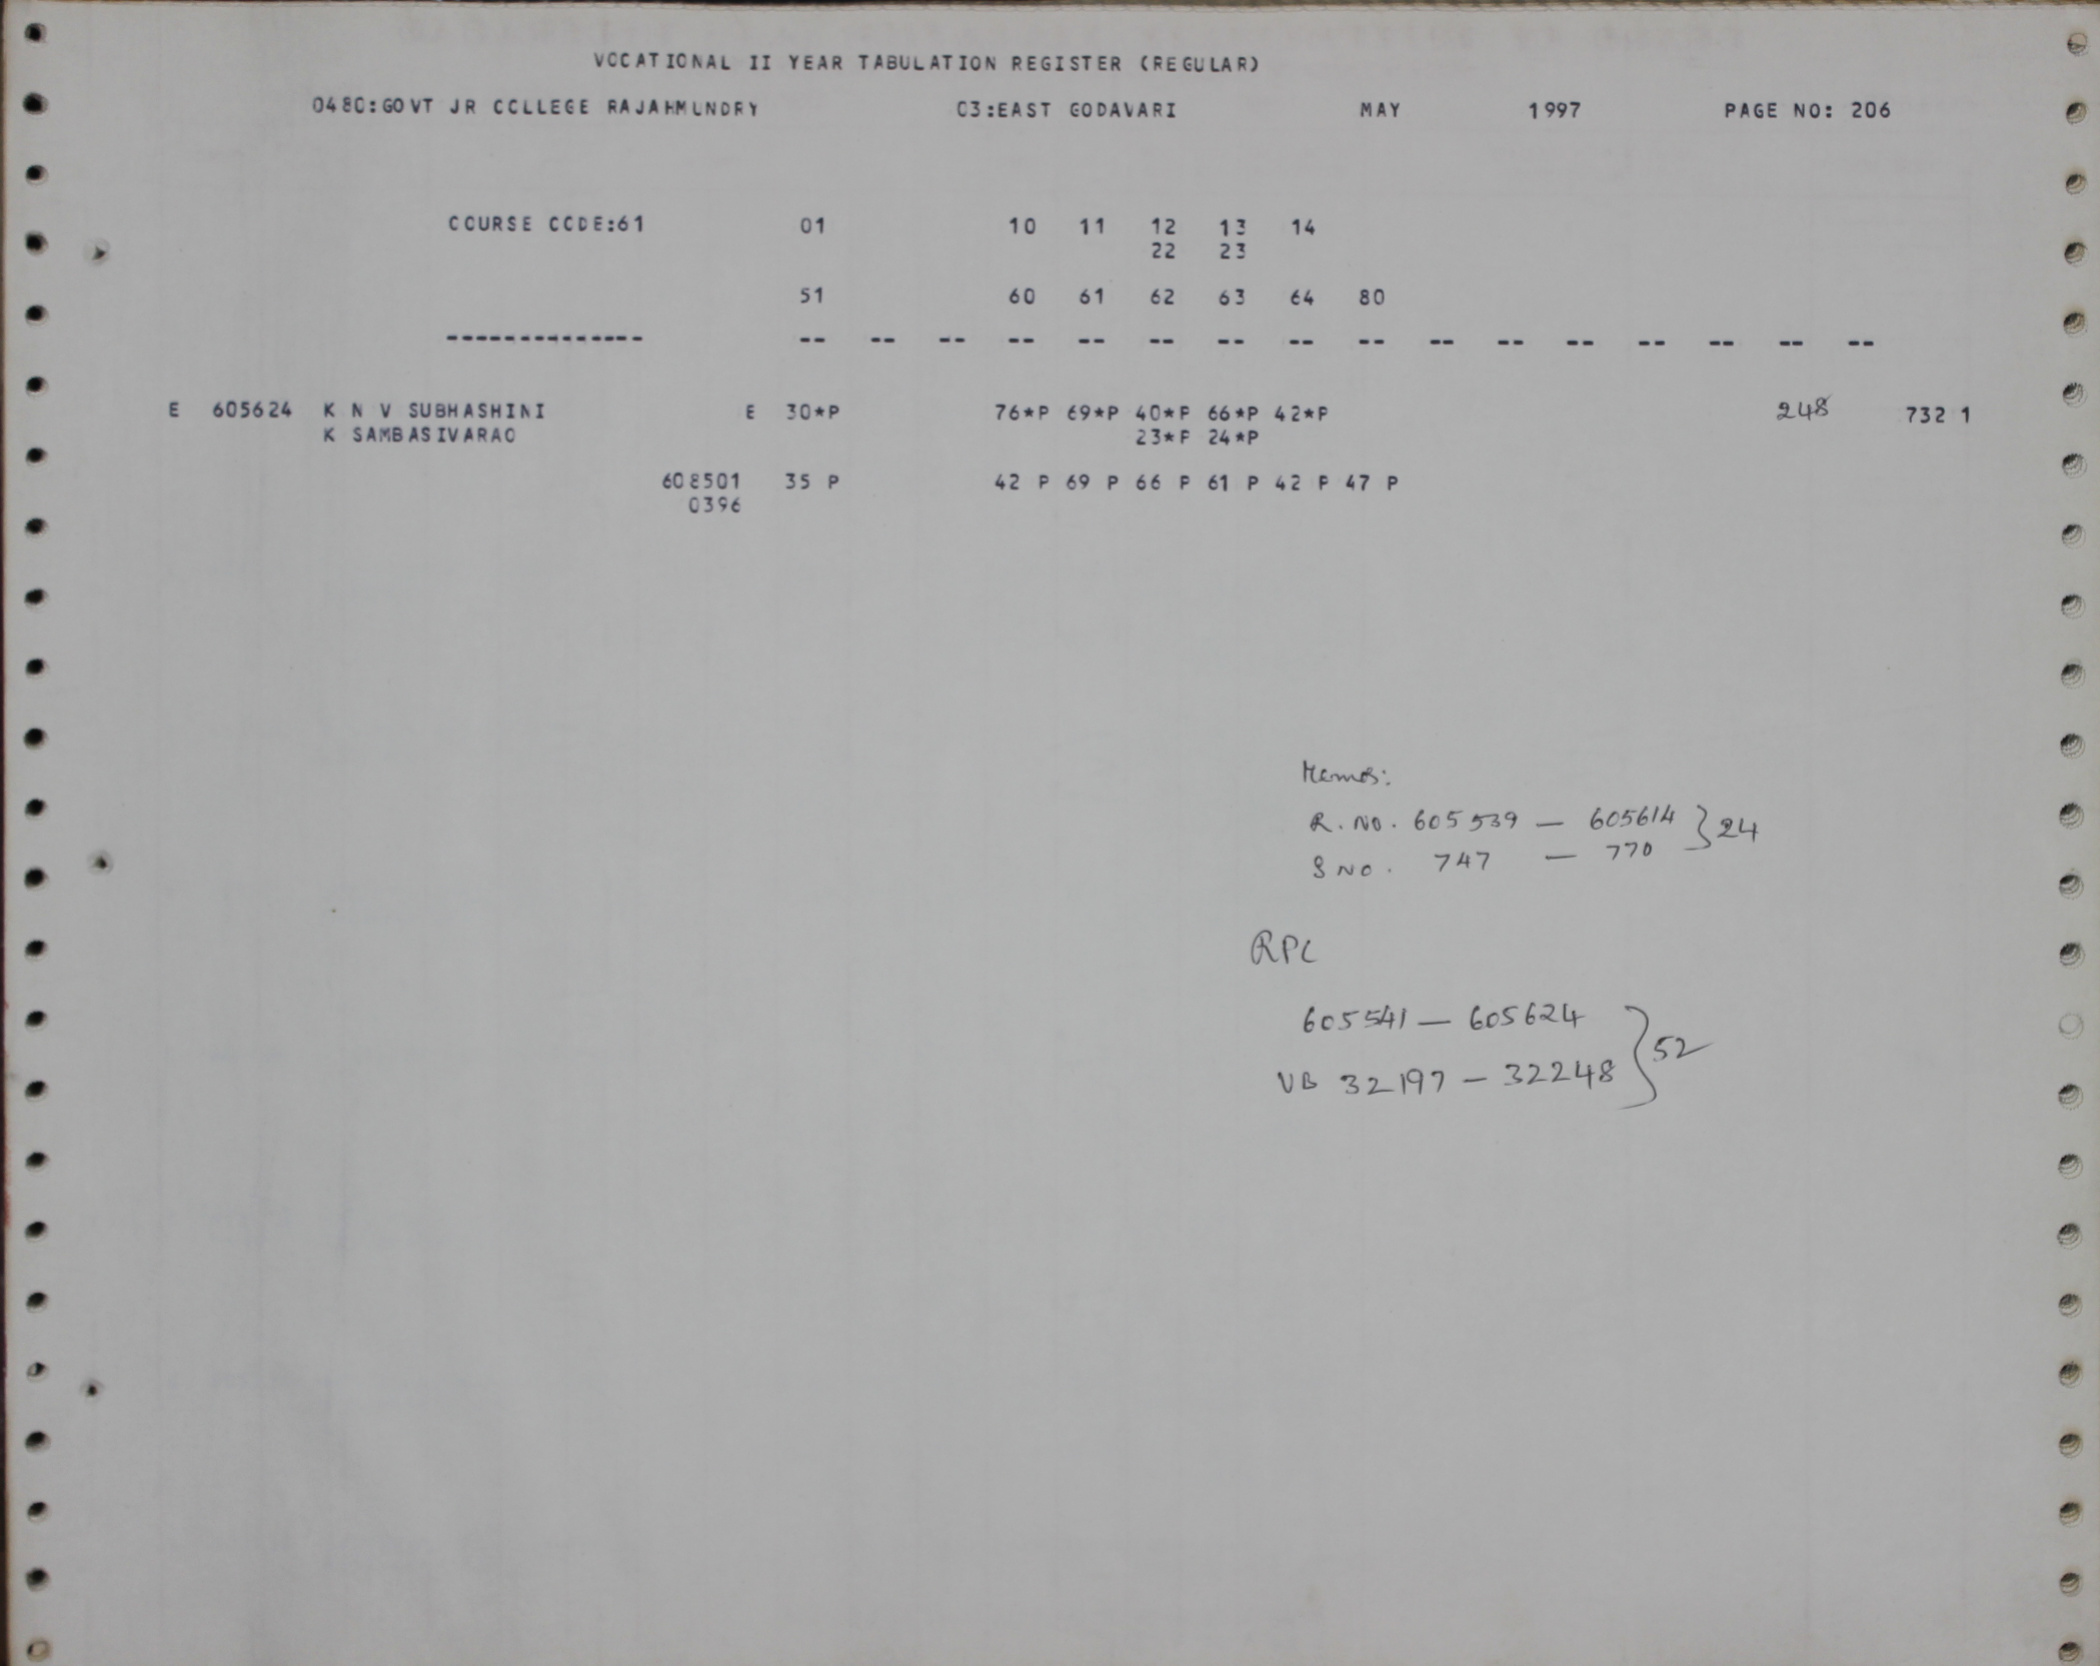 VOCATIONAL II YEAR TABULATION REGISTER (REGULAR)
0480:GOVT JR COLLEGE RAJAHMUNDRY 03:EAST GODAVARI MAY 1997 PAGE NO: 206
COURSE CODE:61 01 10 11 12 13 14
22 23
51 60 61 62 63 64 80
-------------- -- -- -- -- -- -- -- -- -- -- -- -- -- -- -- --
E 605624 K N V SUBHASHINI E 30*P 76*P 69*P 40*P 66*P 42*P 248 732 1
K SAMBASIVARAO 23*P 24*P
608501 35 P 42 P 69 P 66 P 61 P 42 P 47 P
0396
Memos:
R.No. 605539 — 605614 } 24
S No. 747 — 770
RPC
605541 — 605624 } 52
VB 32197 — 32248